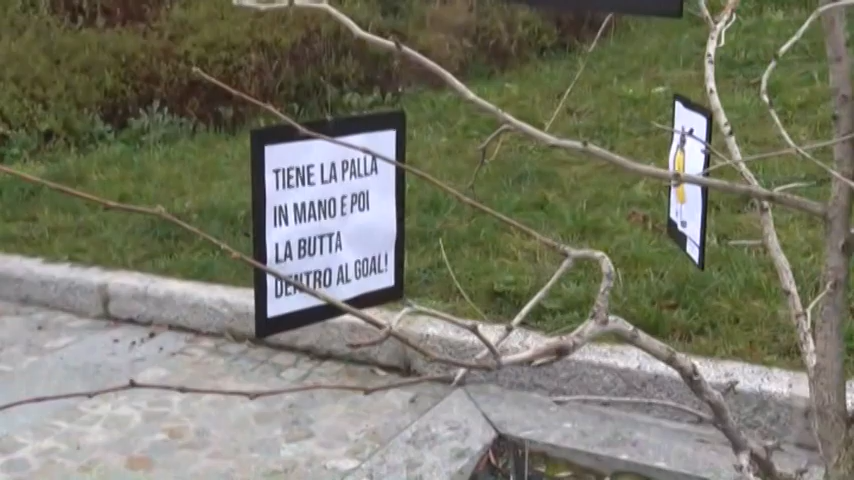 TIENE LA PALLA
IN MANO E POI
LA BUTTA
DENTRO AL GOAL!